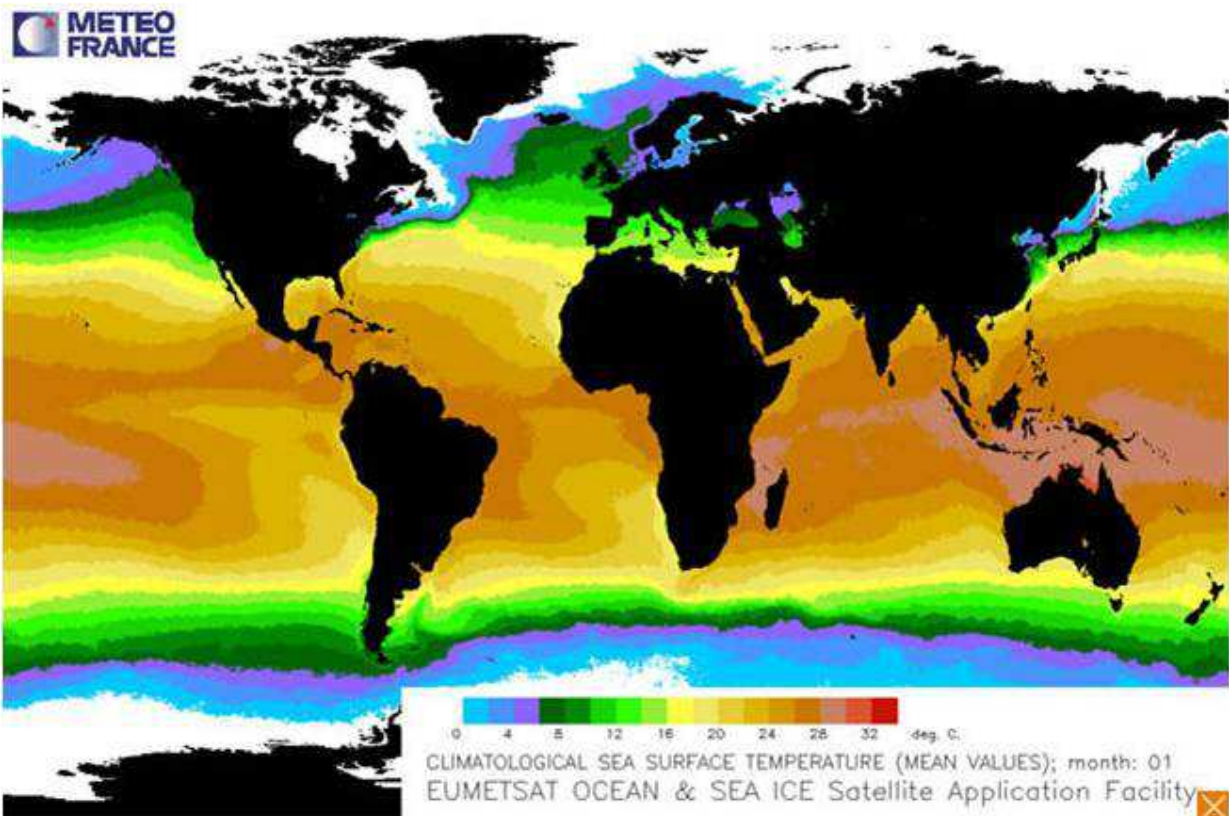 METEO
FRANCE
0 4 8 12 16 20 24 28 32 deg. C.
CLIMATOLOGICAL SEA SURFACE TEMPERATURE (MEAN VALUES); month: 01
EUMETSAT OCEAN & SEA ICE Satellite Application Facility